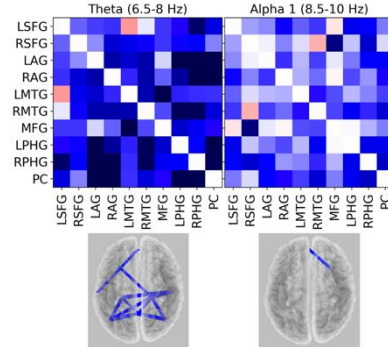 Theta (6.5-8 Hz) Alpha 1 (8.5-10 Hz)
LSFG
RSFG
LAG
RAG
LMTG
RMTG
MFG
LPHG
RPHG
PC
LSFG RSFG LAG RAG LMTG RMTG MFG LPHG RPHG PC LSFG RSFG LAG RAG LMTG RMTG MFG LPHG RPHG PC